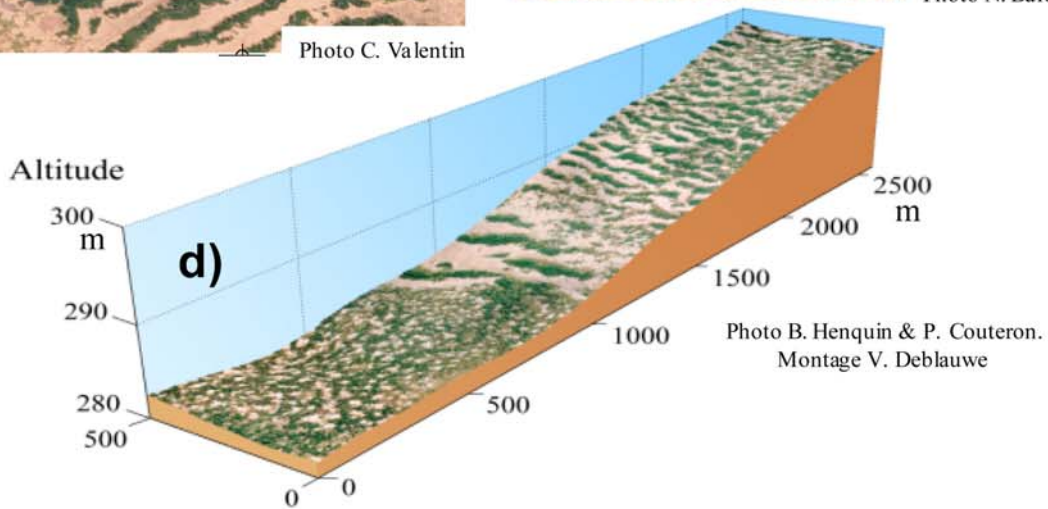 Photo C. Valentin
Altitude
300
m
d)
290
280
500
0
0
500
1000
1500
2000
2500
m
Photo B. Henquin & P. Couteron.
Montage V. Deblauwe